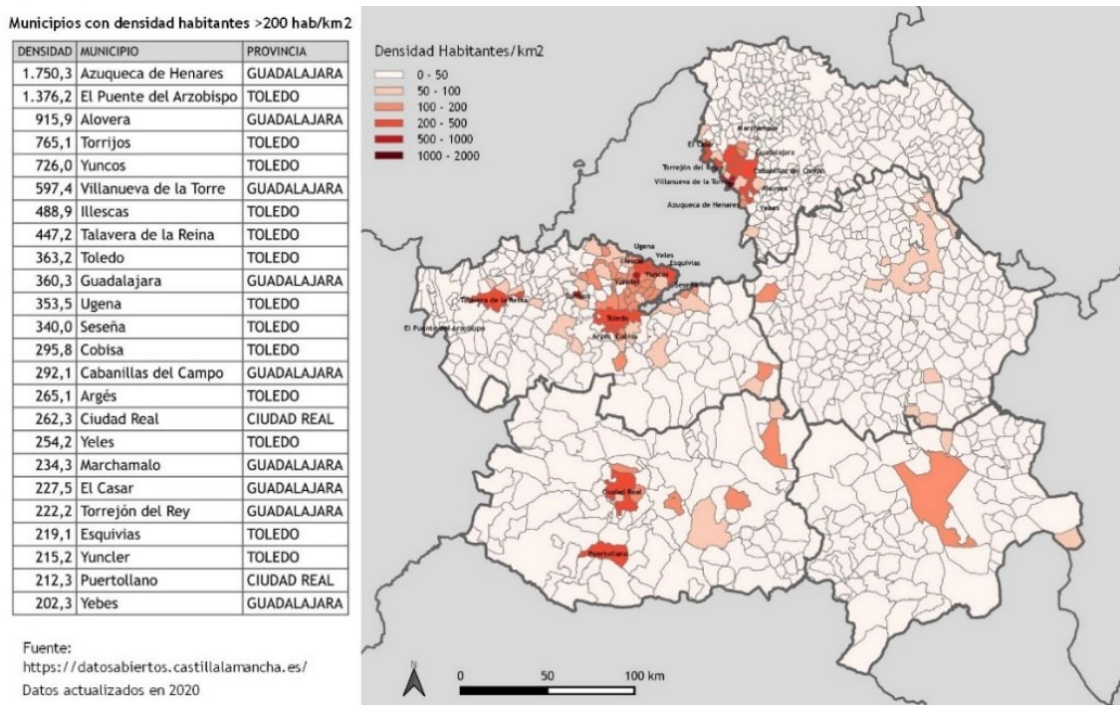 Municipios con densidad habitantes >200 hab/km2
DENSIDAD MUNICIPIO PROVINCIA
1.750,3 Azuqueca de Henares GUADALAJARA
1.376,2 El Puente del Arzobispo TOLEDO
915,9 Alovera GUADALAJARA
765,1 Torrijos TOLEDO
726,0 Yuncos TOLEDO
597,4 Villanueva de la Torre GUADALAJARA
488,9 Illescas TOLEDO
447,2 Talavera de la Reina TOLEDO
363,2 Toledo TOLEDO
360,3 Guadalajara GUADALAJARA
353,5 Ugena TOLEDO
340,0 Seseña TOLEDO
295,8 Cobisa TOLEDO
292,1 Cabanillas del Campo GUADALAJARA
265,1 Argés TOLEDO
262,3 Ciudad Real CIUDAD REAL
254,2 Yeles TOLEDO
234,3 Marchamalo GUADALAJARA
227,5 El Casar GUADALAJARA
222,2 Torrejón del Rey GUADALAJARA
219,1 Esquivias TOLEDO
215,2 Yuncler TOLEDO
212,3 Puertollano CIUDAD REAL
202,3 Yebes GUADALAJARA
Fuente:
https://datosabiertos.castillalamancha.es/
Datos actualizados en 2020
Densidad Habitantes/km2
0 - 50
50 - 100
100 - 200
200 - 500
500 - 1000
1000 - 2000
Marchamalo
El Casar
Guadalajara
Torrejón del Rey
Cabanillas del Campo
Villanueva de la Torre
Alovera
Azuqueca de Henares
Yebes
Ugena
Yeles
Illescas
Esquivias
Yuncos
Yuncler
Seseña
Torrijos
Talavera de la Reina
Toledo
El Puente del Arzobispo
Argés Cobisa
Ciudad Real
Puertollano
N
0 50 100 km